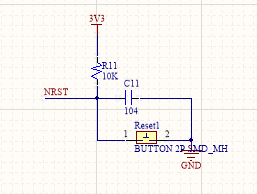 3V3
R11
10K
C11
NRST
104
Reset1
1
2
BUTTON 2P SMD_MH
GND